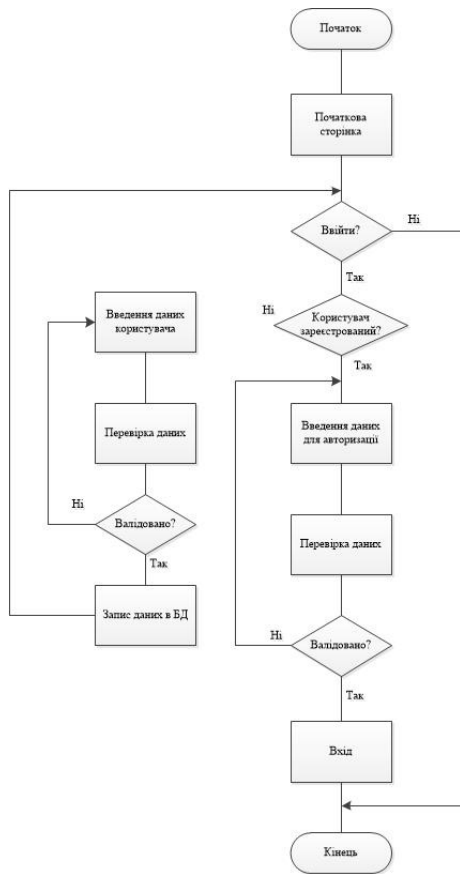 Початок
Початкова
сторінка
Ввійти?
Ні
Так
Користувач
зареєстрований?
Ні
Так
Введення даних
користувача
Перевірка даних
Валідовано?
Ні
Так
Запис даних в БД
Введення даних
для авторизації
Перевірка даних
Валідовано?
Ні
Так
Вхід
Кінець